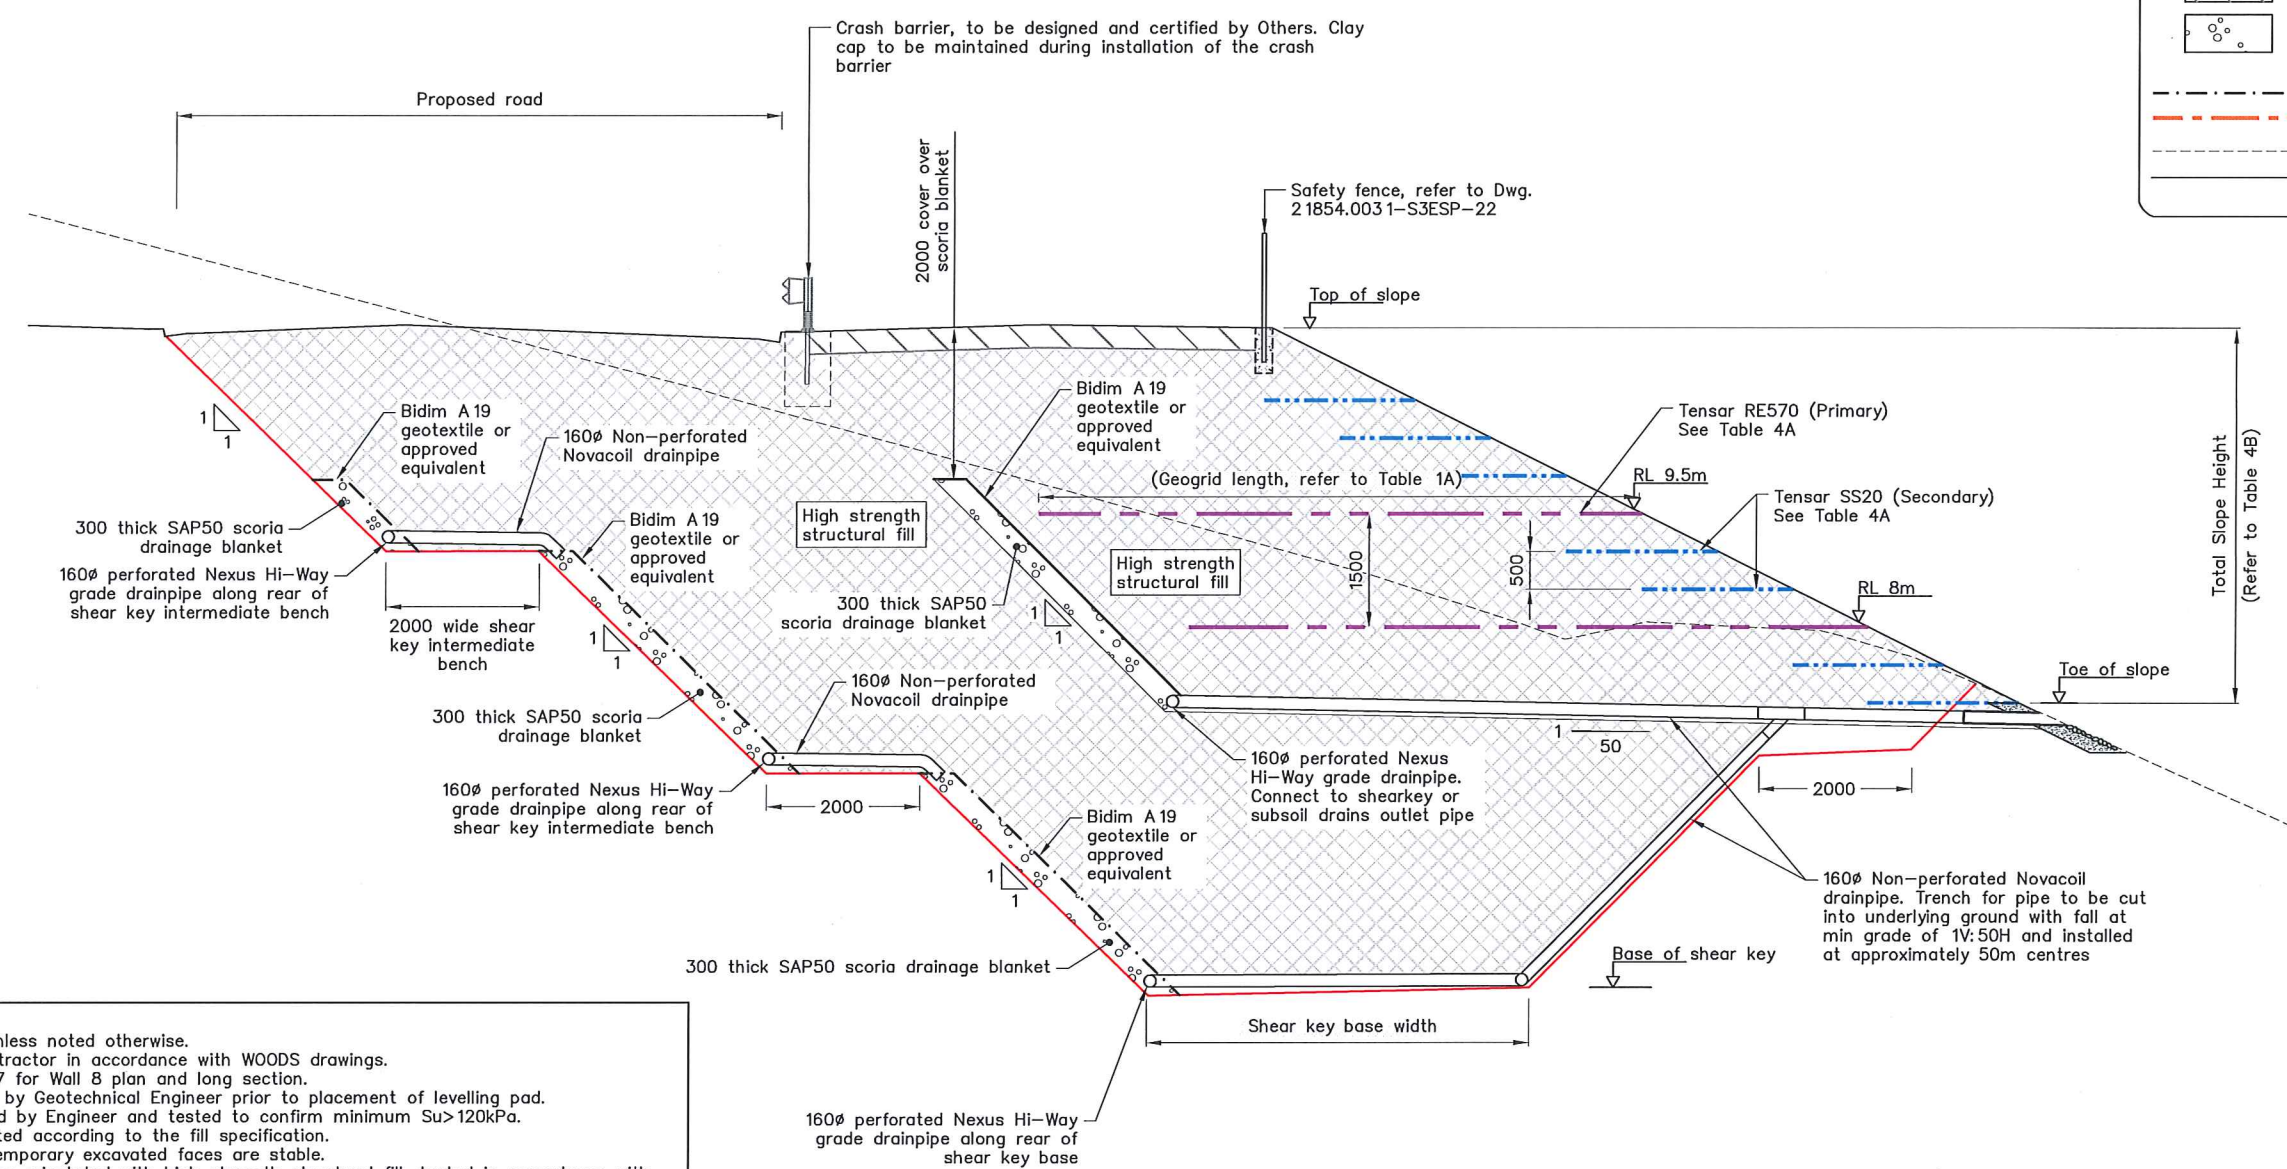 Crash barrier, to be designed and certified by Others. Clay
cap to be maintained during installation of the crash
barrier
Proposed road
2000 cover over
scoria blanket
Safety fence, refer to Dwg.
21854.0031-S3ESP-22
Top of slope
1
1
Bidim A19
geotextile or
approved
equivalent
160ø Non-perforated
Novacoil drainpipe
Bidim A19
geotextile or
approved
equivalent
Tensar RE570 (Primary)
See Table 4A
(Geogrid length, refer to Table 1A)
RL 9.5m
Tensar SS20 (Secondary)
See Table 4A
Total Slope Height
(Refer to Table 4B)
300 thick SAP50 scoria
drainage blanket
Bidim A19
geotextile or
approved
equivalent
High strength
structural fill
High strength
structural fill
1500
500
160ø perforated Nexus Hi-Way
grade drainpipe along rear of
shear key intermediate bench
2000 wide shear
key intermediate
bench
1
1
300 thick SAP50
scoria drainage blanket
1
1
RL 8m
Toe of slope
160ø Non-perforated
Novacoil drainpipe
300 thick SAP50 scoria
drainage blanket
1
50
160ø perforated Nexus
Hi-Way grade drainpipe.
Connect to shearkey or
subsoil drains outlet pipe
160ø perforated Nexus Hi-Way
grade drainpipe along rear of
shear key intermediate bench
2000
2000
Bidim A19
geotextile or
approved
equivalent
1
1
160ø Non-perforated Novacoil
drainpipe. Trench for pipe to be cut
into underlying ground with fall at
min grade of 1V:50H and installed
at approximately 50m centres
300 thick SAP50 scoria drainage blanket
Base of shear key
Shear key base width
160ø perforated Nexus Hi-Way
grade drainpipe along rear of
shear key base
nless noted otherwise.
tractor in accordance with WOODS drawings.
7 for Wall 8 plan and long section.
by Geotechnical Engineer prior to placement of levelling pad.
d by Engineer and tested to confirm minimum Su>120kPa.
ted according to the fill specification.
emporary excavated faces are stable.